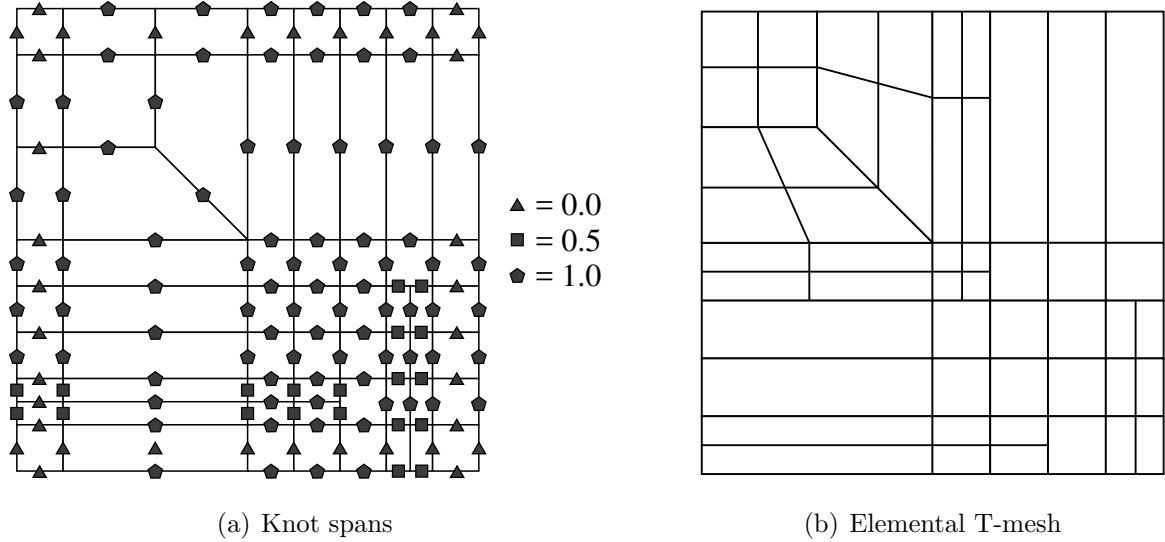 = 0.0
= 0.5
= 1.0
(a) Knot spans
(b) Elemental T-mesh